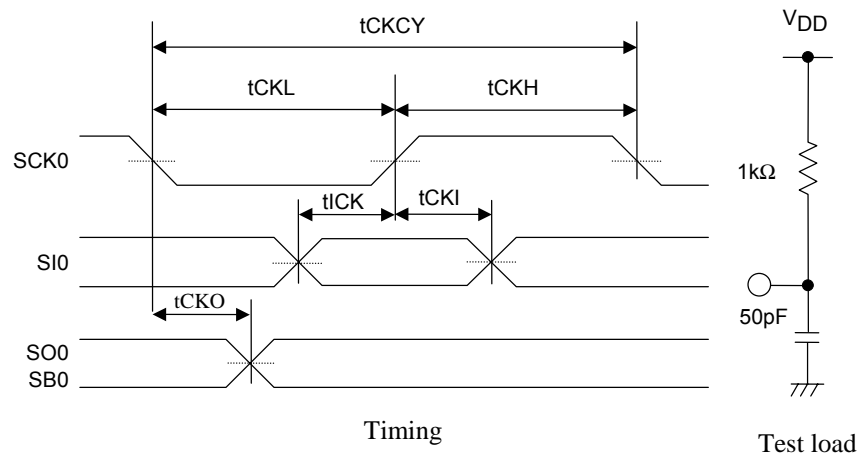 tCKCY
VDD
tCKL
tCKH
SCK0
1kΩ
tICK
tCKI
SI0
tCKO
50pF
SO0
SB0
Timing
Test load